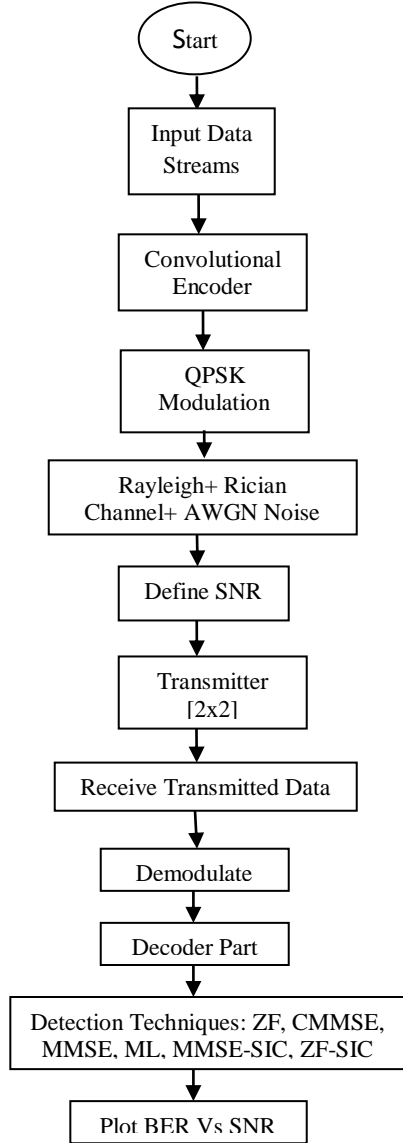 Start
Input Data
Streams
Convolutional
Encoder
QPSK
Modulation
Rayleigh+ Rician
Channel+ AWGN Noise
Define SNR
Transmitter
[2x2]
Receive Transmitted Data
Demodulate
Decoder Part
Detection Techniques: ZF, CMMSE,
MMSE, ML, MMSE-SIC, ZF-SIC
Plot BER Vs SNR